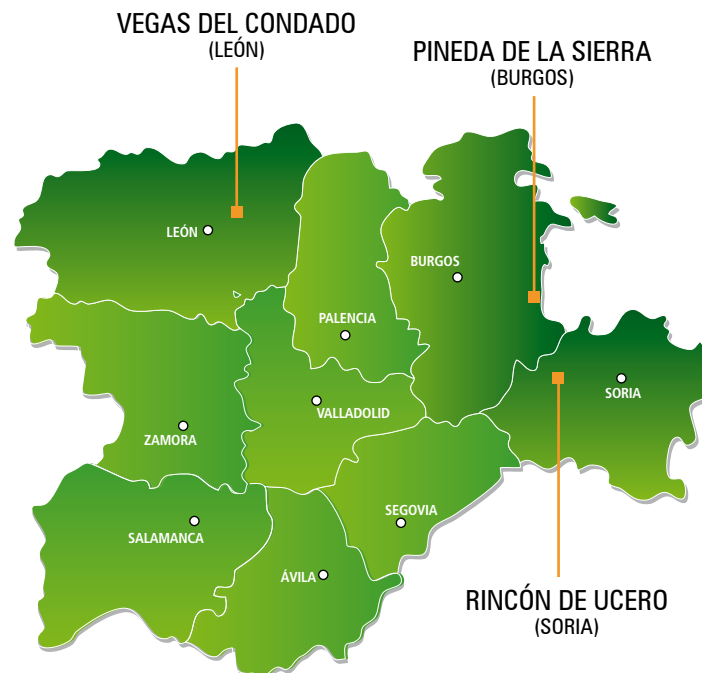 VEGAS DEL CONDADO
(LEÓN)
PINEDA DE LA SIERRA
(BURGOS)
LEÓN
BURGOS
PALENCIA
SORIA
VALLADOLID
ZAMORA
SEGOVIA
SALAMANCA
ÁVILA
RINCÓN DE UCERO
(SORIA)